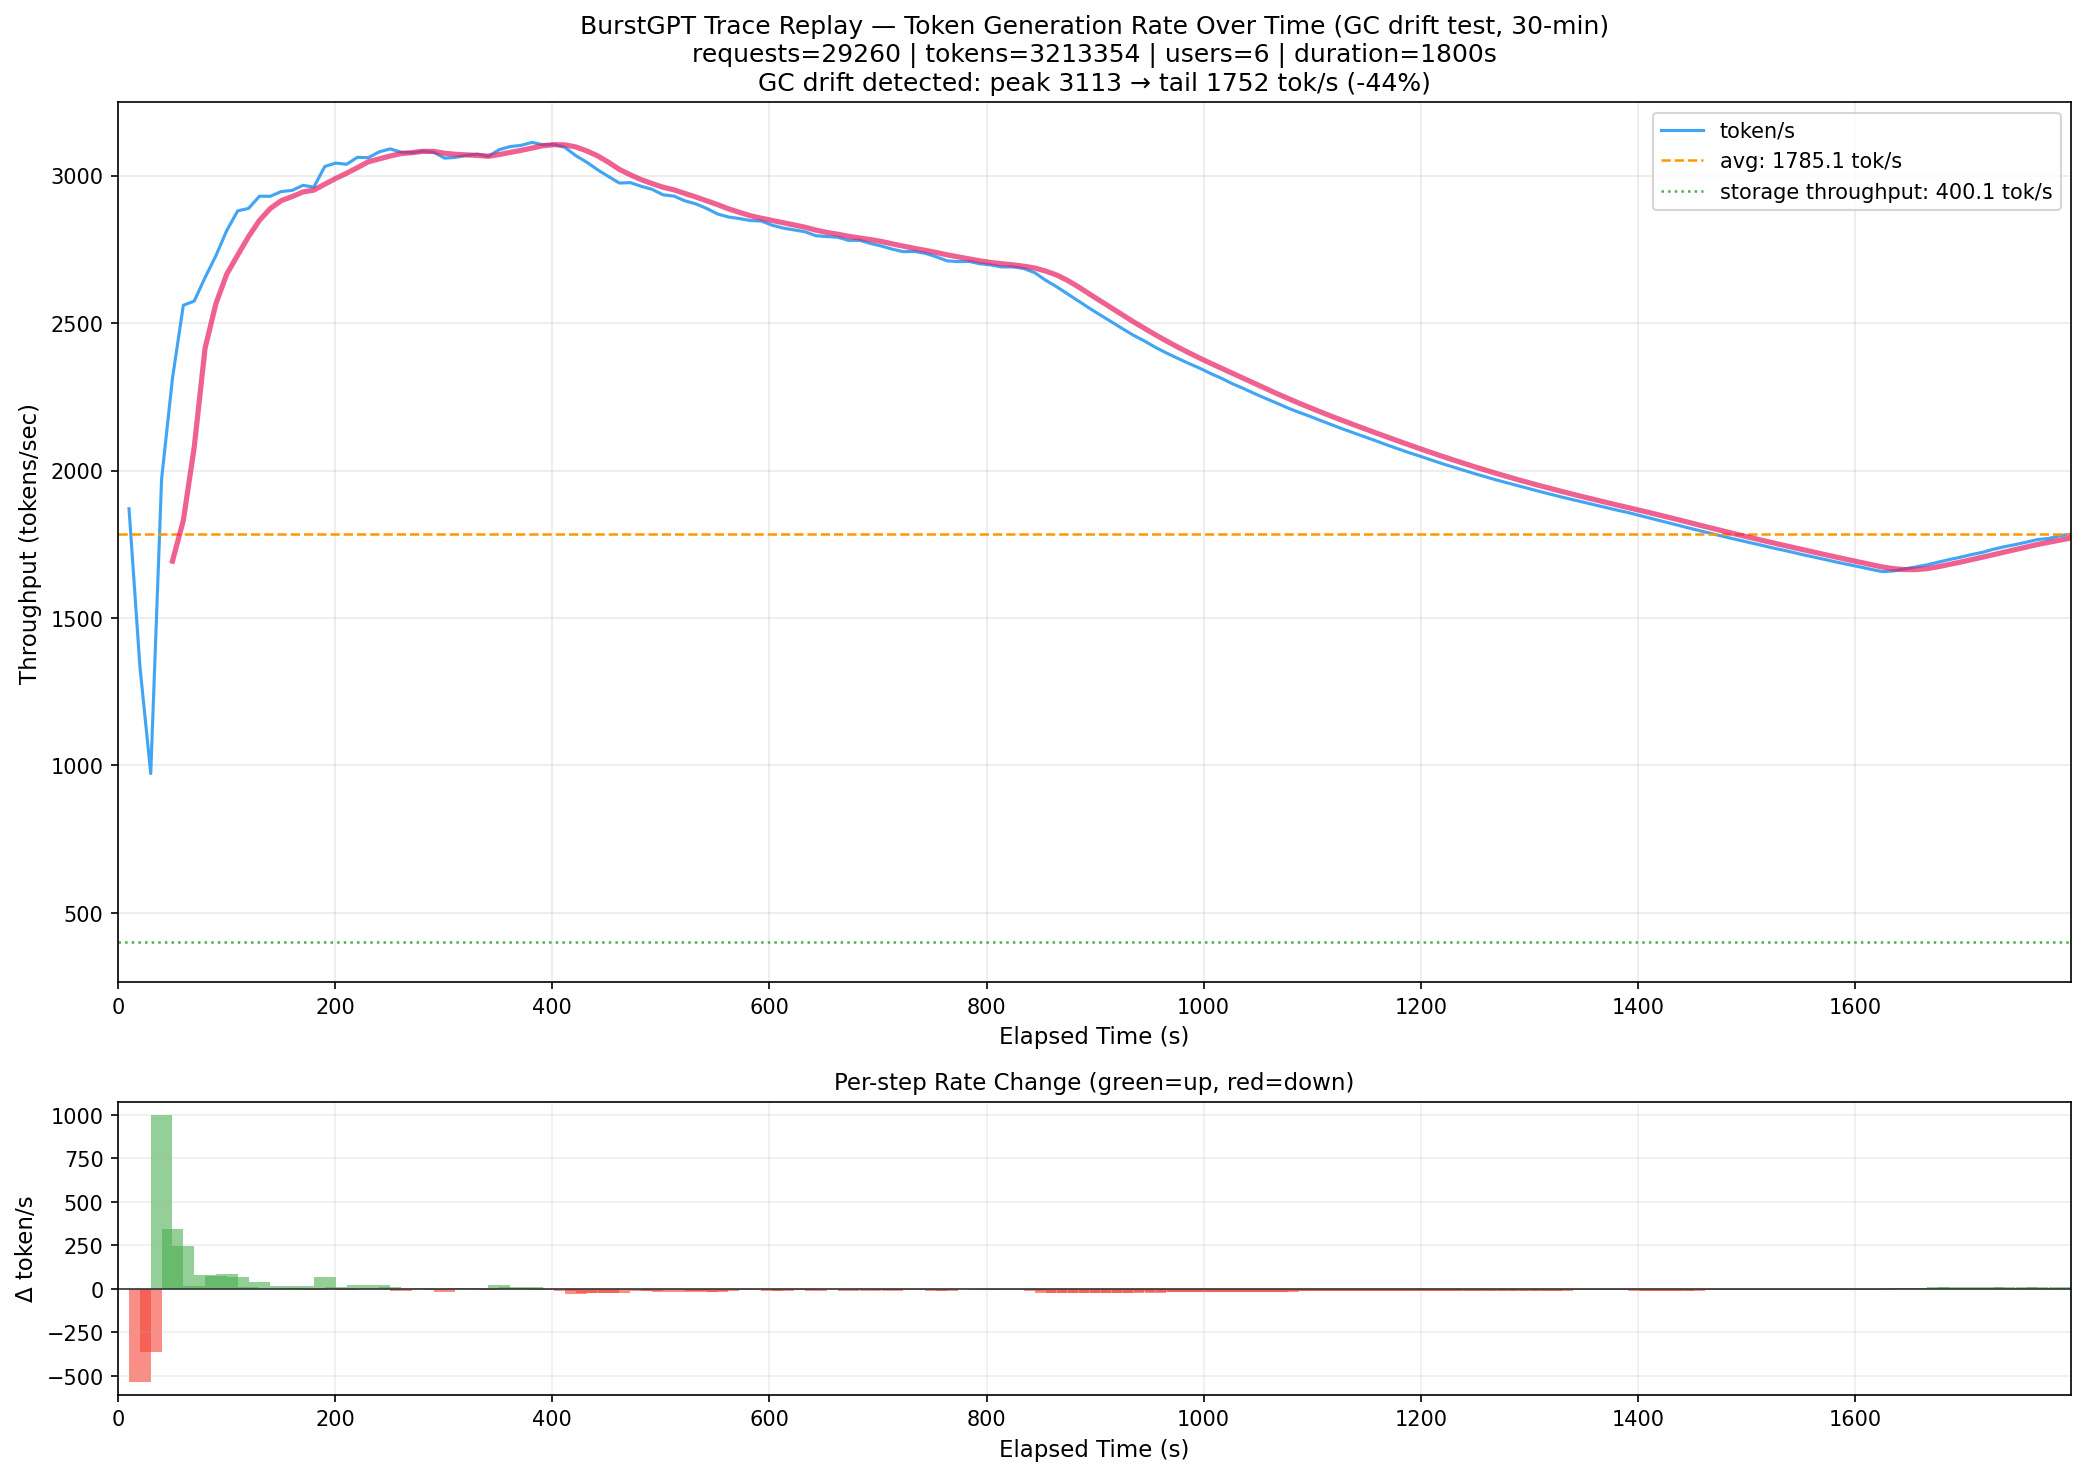 BurstGPT Trace Replay — Token Generation Rate Over Time (GC drift test, 30-min)
requests=29260 | tokens=3213354 | users=6 | duration=1800s
GC drift detected: peak 3113 → tail 1752 tok/s (-44%)
token/s
avg: 1785.1 tok/s
storage throughput: 400.1 tok/s
Throughput (tokens/sec)
3000
2500
2000
1500
1000
500
0 200 400 600 800 1000 1200 1400 1600
Elapsed Time (s)
Per-step Rate Change (green=up, red=down)
Δ token/s
1000
750
500
250
0
−250
−500
0 200 400 600 800 1000 1200 1400 1600
Elapsed Time (s)